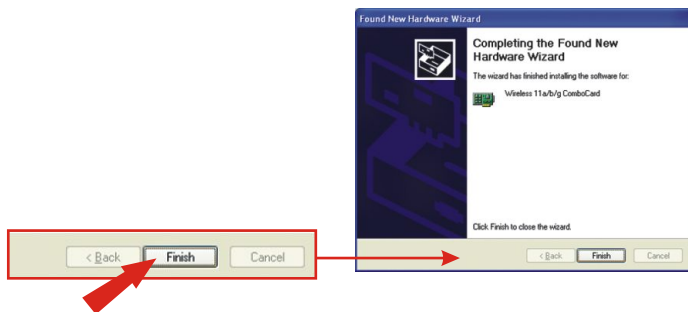 Found New Hardware Wizard
Completing the Found New
Hardware Wizard
The wizard has finished installing the software for:
Wireless 11a/b/g ComboCard
Click Finish to close the wizard.
< Back Finish Cancel
< Back Finish Cancel